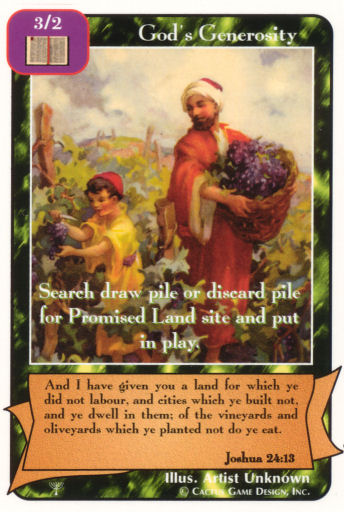 3/2
God's Generosity
Search draw pile or discard pile
for Promised Land site and put
in play.
And I have given you a land for which ye
did not labour, and cities which ye built not,
and ye dwell in them; of the vineyards and
oliveyards which ye planted not do ye eat.
Joshua 24:13
Illus. Artist Unknown
© Cactus Game Design, Inc.